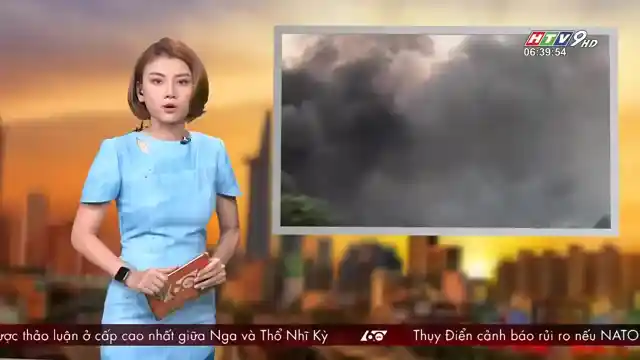 HTV9 HD
06:39:54
ược thảo luận ở cấp cao nhất giữa Nga và Thổ Nhĩ Kỳ 60 Thụy Điển cảnh báo rủi ro nếu NATO